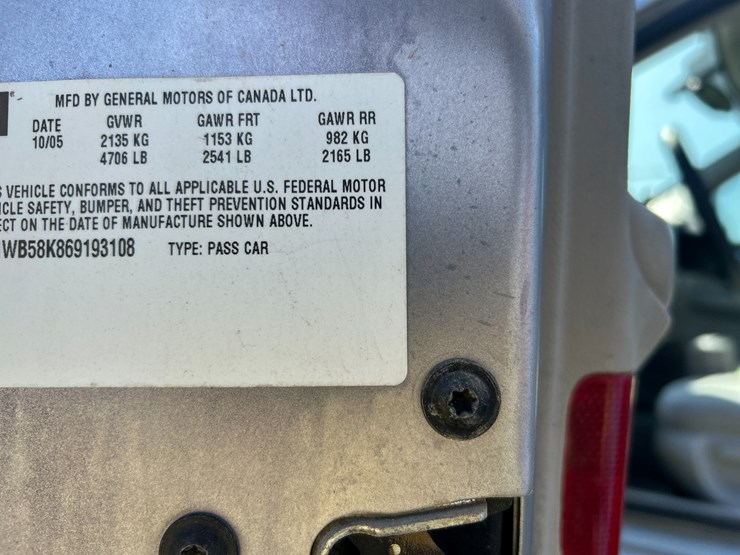 MFD BY GENERAL MOTORS OF CANADA LTD.
DATE GVWR GAWR FRT GAWR RR
10/05 2135 KG 1153 KG 982 KG
4706 LB 2541 LB 2165 LB
S VEHICLE CONFORMS TO ALL APPLICABLE U.S. FEDERAL MOTOR
ICLE SAFETY, BUMPER, AND THEFT PREVENTION STANDARDS IN
ECT ON THE DATE OF MANUFACTURE SHOWN ABOVE.
WB58K869193108 TYPE: PASS CAR